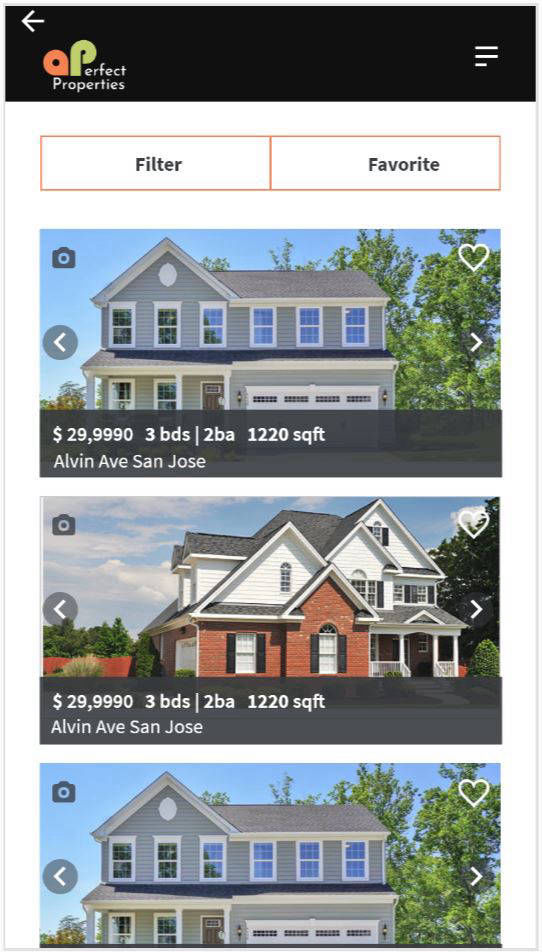 aPerfect
Properties
Filter
Favorite
$ 29,9990 3 bds | 2ba 1220 sqft
Alvin Ave San Jose
$ 29,9990 3 bds | 2ba 1220 sqft
Alvin Ave San Jose